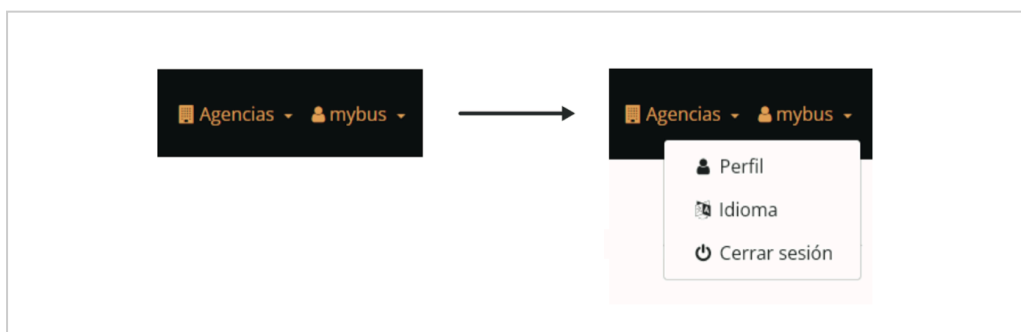 Agencias mybus
Agencias mybus
Perfil
Idioma
Cerrar sesión